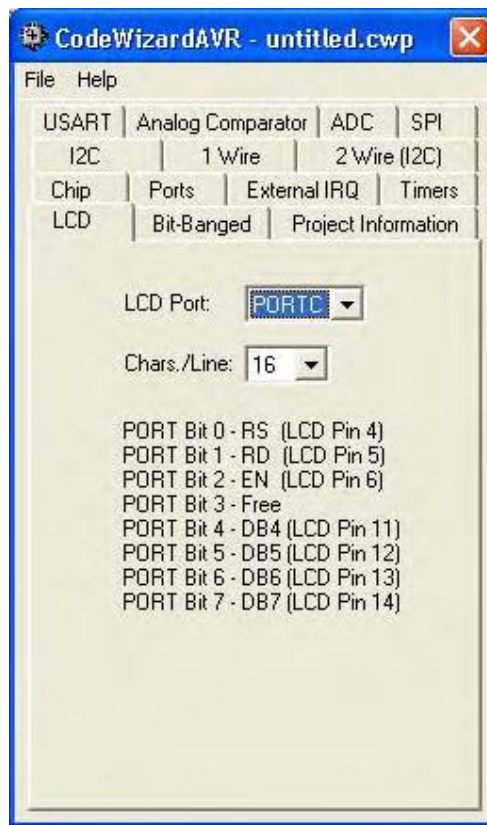 CodeWizardAVR - untitled.cwp
File Help
USART Analog Comparator ADC SPI
I2C 1 Wire 2 Wire (I2C)
Chip Ports External IRQ Timers
LCD Bit-Banged Project Information
LCD Port: PORTC
Chars./Line: 16
PORT Bit 0 - RS (LCD Pin 4)
PORT Bit 1 - RD (LCD Pin 5)
PORT Bit 2 - EN (LCD Pin 6)
PORT Bit 3 - Free
PORT Bit 4 - DB4 (LCD Pin 11)
PORT Bit 5 - DB5 (LCD Pin 12)
PORT Bit 6 - DB6 (LCD Pin 13)
PORT Bit 7 - DB7 (LCD Pin 14)